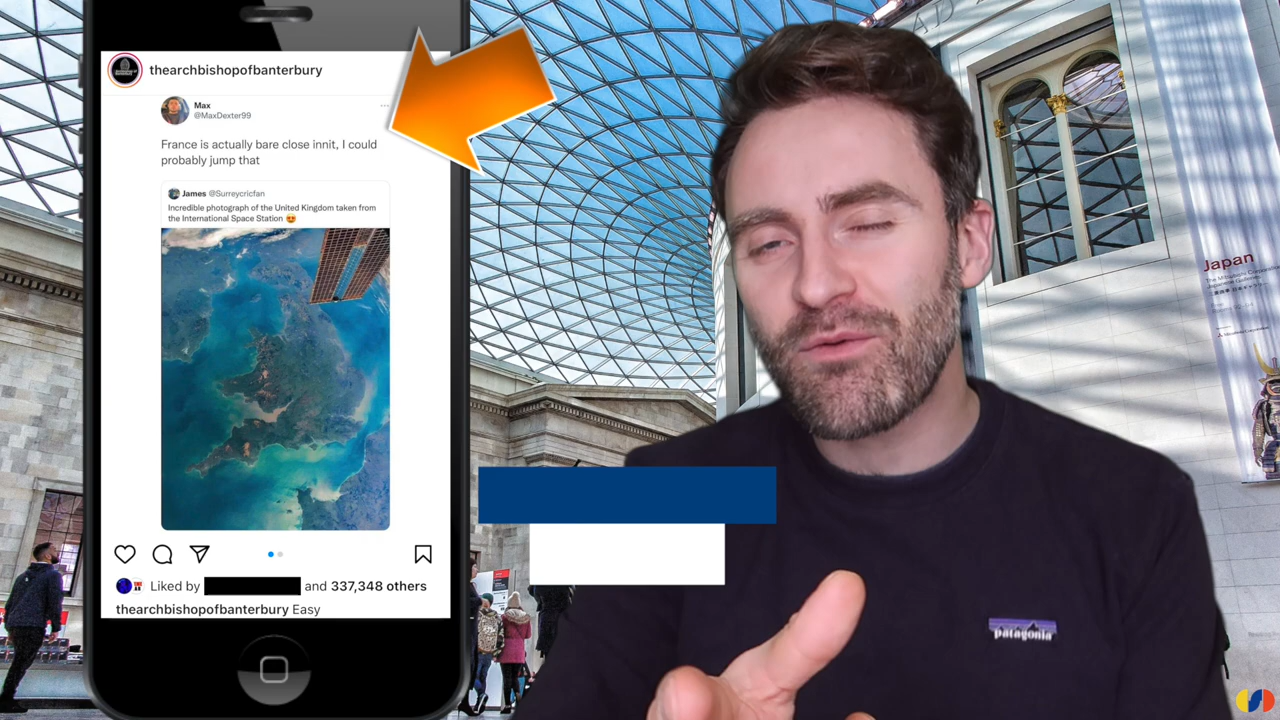 thearchbishopofbanterbury
Max
@MaxDexter99
France is actually bare close innit, I could
probably jump that
James @Surreycricfan
Incredible photograph of the United Kingdom taken from
the International Space Station 😍
Liked by
and 337,348 others
thearchbishopofbanterbury Easy
Japan
patagonia